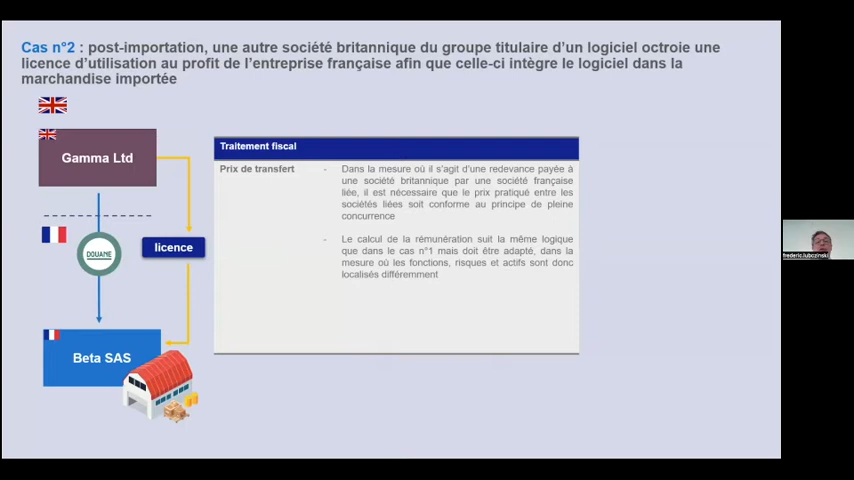 Cas n°2 : post-importation, une autre société britannique du groupe titulaire d'un logiciel octroie une
licence d'utilisation au profit de l'entreprise française afin que celle-ci intègre le logiciel dans la
marchandise importée
Gamma Ltd
DOUANE
licence
Beta SAS
Traitement fiscal
Prix de transfert
- Dans la mesure où il s'agit d'une redevance payée à
une société britannique par une société française
liée, il est nécessaire que le prix pratiqué entre les
sociétés liées soit conforme au principe de pleine
concurrence
- Le calcul de la rémunération suit la même logique
que dans le cas n°1 mais doit être adapté, dans la
mesure où les fonctions, risques et actifs sont donc
localisés différemment
frederic.lubczinski